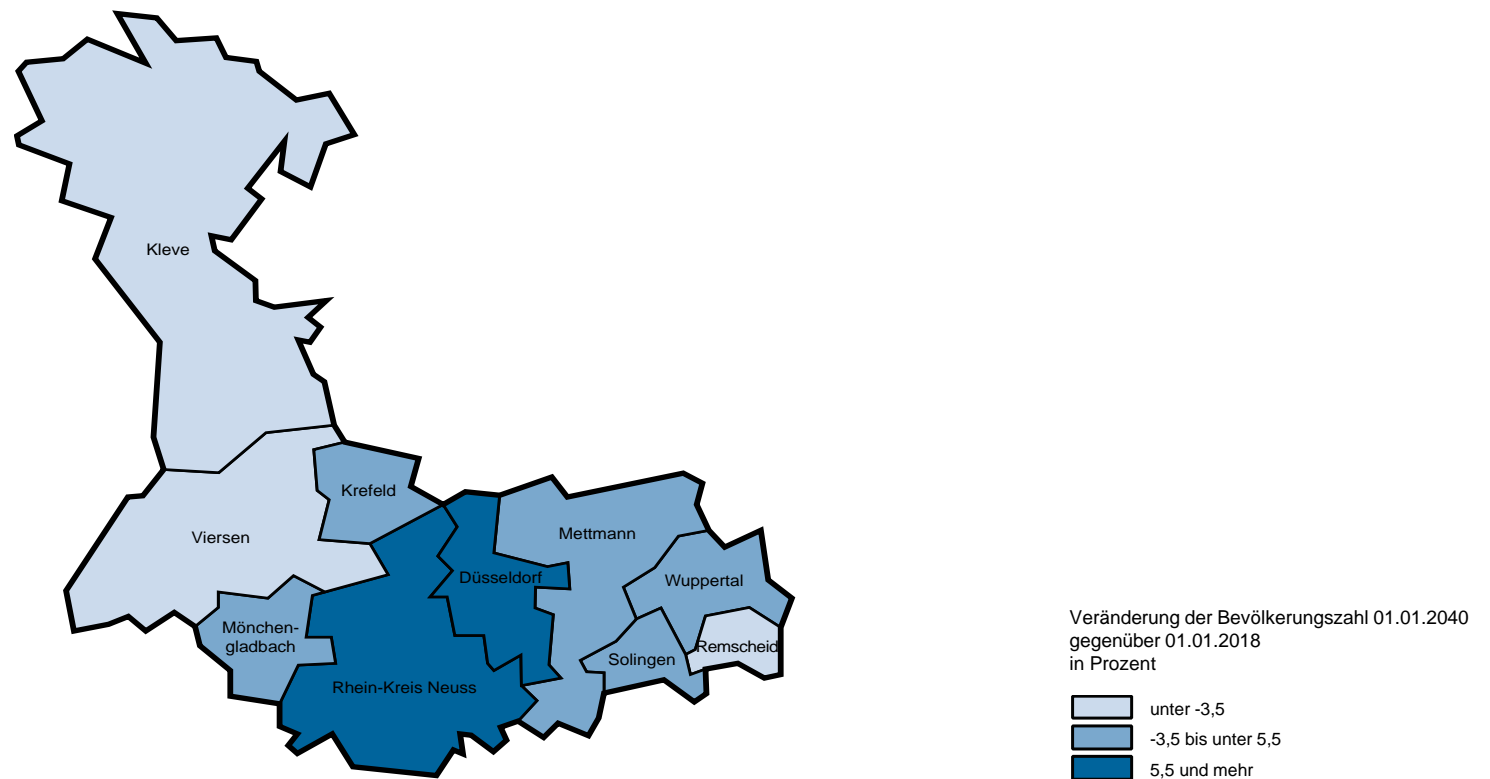 Kleve
Krefeld
Viersen
Mettmann
Düsseldorf
Wuppertal
Mönchen-
gladbach
Remscheid
Solingen
Rhein-Kreis Neuss
Veränderung der Bevölkerungszahl 01.01.2040
gegenüber 01.01.2018
in Prozent
unter -3,5
-3,5 bis unter 5,5
5,5 und mehr